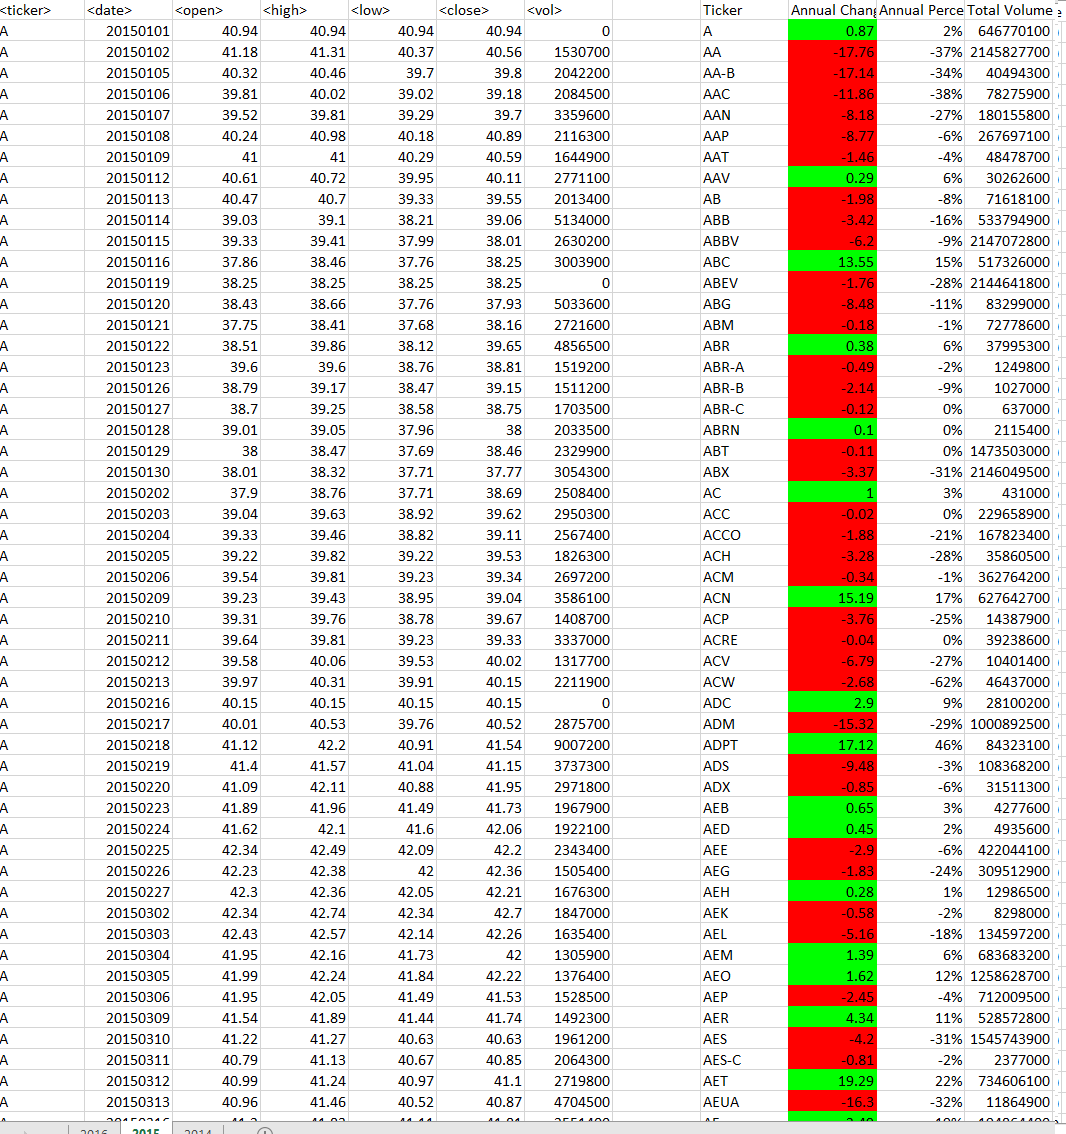 <ticker> <date> <open> <high> <low> <close> <vol> Ticker Annual Chang Annual Perce Total Volume
A 20150101 40.94 40.94 40.94 40.94 0 A 0.87 2% 646770100
A 20150102 41.18 41.31 40.37 40.56 1530700 AA -17.76 -37% 2145827700
A 20150105 40.32 40.46 39.7 39.8 2042200 AA-B -17.14 -34% 40494300
A 20150106 39.81 40.02 39.02 39.18 2084500 AAC -11.86 -38% 78275900
A 20150107 39.52 39.81 39.29 39.7 3359600 AAN -8.18 -27% 180155800
A 20150108 40.24 40.98 40.18 40.89 2116300 AAP -8.77 -6% 267697100
A 20150109 41 41 40.29 40.59 1644900 AAT -1.46 -4% 48478700
A 20150112 40.61 40.72 39.95 40.11 2771100 AAV 0.29 6% 30262600
A 20150113 40.47 40.7 39.33 39.55 2013400 AB -1.98 -8% 71618100
A 20150114 39.03 39.1 38.21 39.06 5134000 ABB -3.42 -16% 533794900
A 20150115 39.33 39.41 37.99 38.01 2630200 ABBV -6.2 -9% 2147072800
A 20150116 37.86 38.46 37.76 38.25 3003900 ABC 13.55 15% 517326000
A 20150119 38.25 38.25 38.25 38.25 0 ABEV -1.76 -28% 2144641800
A 20150120 38.43 38.66 37.76 37.93 5033600 ABG -8.48 -11% 83299000
A 20150121 37.75 38.41 37.68 38.16 2721600 ABM -0.18 -1% 72778600
A 20150122 38.51 39.86 38.12 39.65 4856500 ABR 0.38 6% 37995300
A 20150123 39.6 39.6 38.76 38.81 1519200 ABR-A -0.49 -2% 1249800
A 20150126 38.79 39.17 38.47 39.15 1511200 ABR-B -2.14 -9% 1027000
A 20150127 38.7 39.25 38.58 38.75 1703500 ABR-C -0.12 0% 637000
A 20150128 39.01 39.05 37.96 38 2033500 ABRN 0.1 0% 2115400
A 20150129 38 38.47 37.69 38.46 2329900 ABT -0.11 0% 1473503000
A 20150130 38.01 38.32 37.71 37.77 3054300 ABX -3.37 -31% 2146049500
A 20150202 37.9 38.76 37.71 38.69 2508400 AC 1 3% 431000
A 20150203 39.04 39.63 38.92 39.62 2950300 ACC -0.02 0% 229658900
A 20150204 39.33 39.46 38.82 39.11 2567400 ACCO -1.88 -21% 167823400
A 20150205 39.22 39.82 39.22 39.53 1826300 ACH -3.28 -28% 35860500
A 20150206 39.54 39.81 39.23 39.34 2697200 ACM -0.34 -1% 362764200
A 20150209 39.23 39.43 38.95 39.04 3586100 ACN 15.19 17% 627642700
A 20150210 39.31 39.76 38.78 39.67 1408700 ACP -3.76 -25% 14387900
A 20150211 39.64 39.81 39.23 39.33 3337000 ACRE -0.04 0% 39238600
A 20150212 39.58 40.06 39.53 40.02 1317700 ACV -6.79 -27% 10401400
A 20150213 39.97 40.31 39.91 40.15 2211900 ACW -2.68 -62% 46437000
A 20150216 40.15 40.15 40.15 40.15 0 ADC 2.9 9% 28100200
A 20150217 40.01 40.53 39.76 40.52 2875700 ADM -15.32 -29% 1000892500
A 20150218 41.12 42.2 40.91 41.54 9007200 ADPT 17.12 46% 84323100
A 20150219 41.4 41.57 41.04 41.15 3737300 ADS -9.48 -3% 108368200
A 20150220 41.09 42.11 40.88 41.95 2971800 ADX -0.85 -6% 31511300
A 20150223 41.89 41.96 41.49 41.73 1967900 AEB 0.65 3% 4277600
A 20150224 41.62 42.1 41.6 42.06 1922100 AED 0.45 2% 4935600
A 20150225 42.34 42.49 42.09 42.2 2343400 AEE -2.9 -6% 422044100
A 20150226 42.23 42.38 42 42.36 1505400 AEG -1.83 -24% 309512900
A 20150227 42.3 42.36 42.05 42.21 1676300 AEH 0.28 1% 12986500
A 20150302 42.34 42.74 42.34 42.7 1847000 AEK -0.58 -2% 8298000
A 20150303 42.43 42.57 42.14 42.26 1635400 AEL -5.16 -18% 134597200
A 20150304 41.95 42.16 41.73 42 1305900 AEM 1.39 6% 683683200
A 20150305 41.99 42.24 41.84 42.22 1376400 AEO 1.62 12% 1258628700
A 20150306 41.95 42.05 41.49 41.53 1528500 AEP -2.45 -4% 712009500
A 20150309 41.54 41.89 41.44 41.74 1492300 AER 4.34 11% 528572800
A 20150310 41.22 41.27 40.63 40.63 1961200 AES -4.2 -31% 1545743900
A 20150311 40.79 41.13 40.67 40.85 2064300 AES-C -0.81 -2% 2377000
A 20150312 40.99 41.24 40.97 41.1 2719800 AET 19.29 22% 734606100
A 20150313 40.96 41.46 40.52 40.87 4704500 AEUA -16.3 -32% 11864900
2016 2015 2014